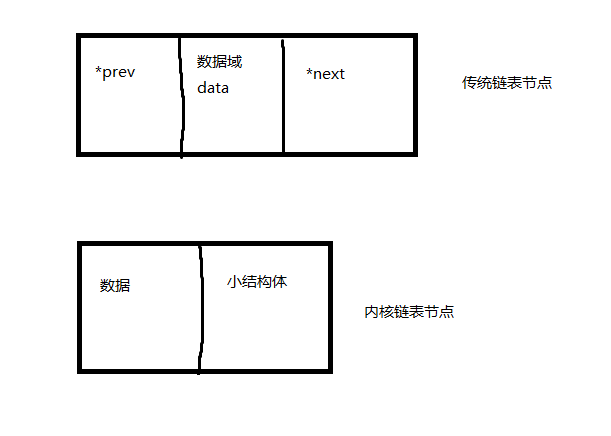 *prev
数据域
data
*next
传统链表节点
数据
小结构体
内核链表节点